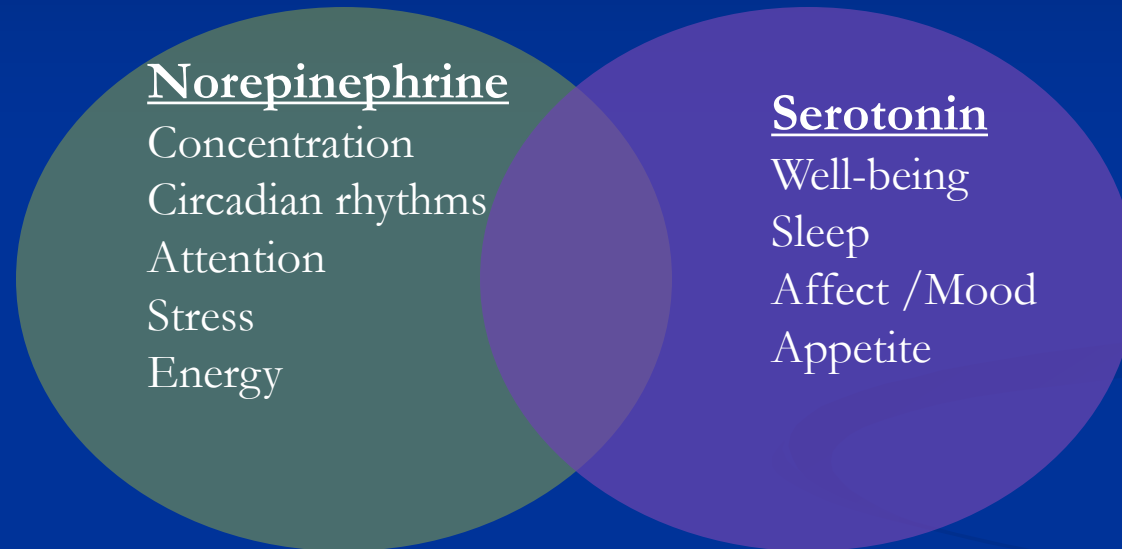 Norepinephrine
Concentration
Circadian rhythms
Attention
Stress
Energy
Serotonin
Well-being
Sleep
Affect /Mood
Appetite